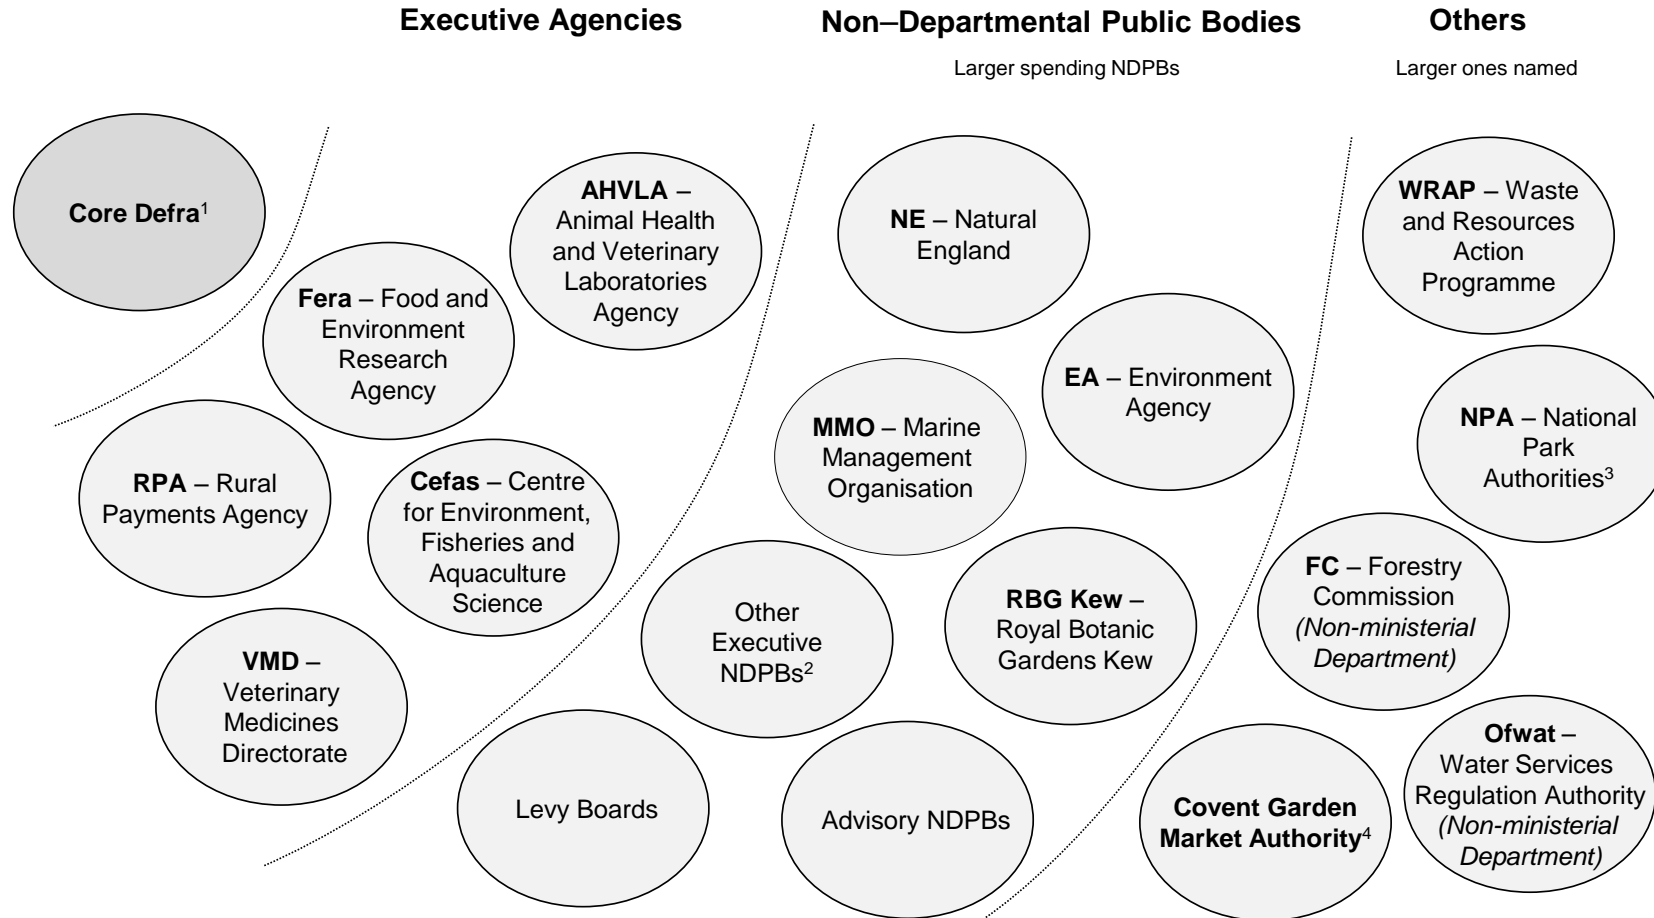 Executive Agencies
Non–Departmental Public Bodies
Larger spending NDPBs
Others
Larger ones named
Core Defra¹
AHVLA –
Animal Health
and Veterinary
Laboratories
Agency
Fera – Food and
Environment
Research
Agency
RPA – Rural
Payments Agency
Cefas – Centre
for Environment,
Fisheries and
Aquaculture
Science
VMD –
Veterinary
Medicines
Directorate
NE – Natural
England
EA – Environment
Agency
MMO – Marine
Management
Organisation
Other
Executive
NDPBs²
RBG Kew –
Royal Botanic
Gardens Kew
Levy Boards
Advisory NDPBs
WRAP – Waste
and Resources
Action
Programme
NPA – National
Park
Authorities³
FC – Forestry
Commission
(Non-ministerial
Department)
Covent Garden
Market Authority⁴
Ofwat –
Water Services
Regulation Authority
(Non-ministerial
Department)